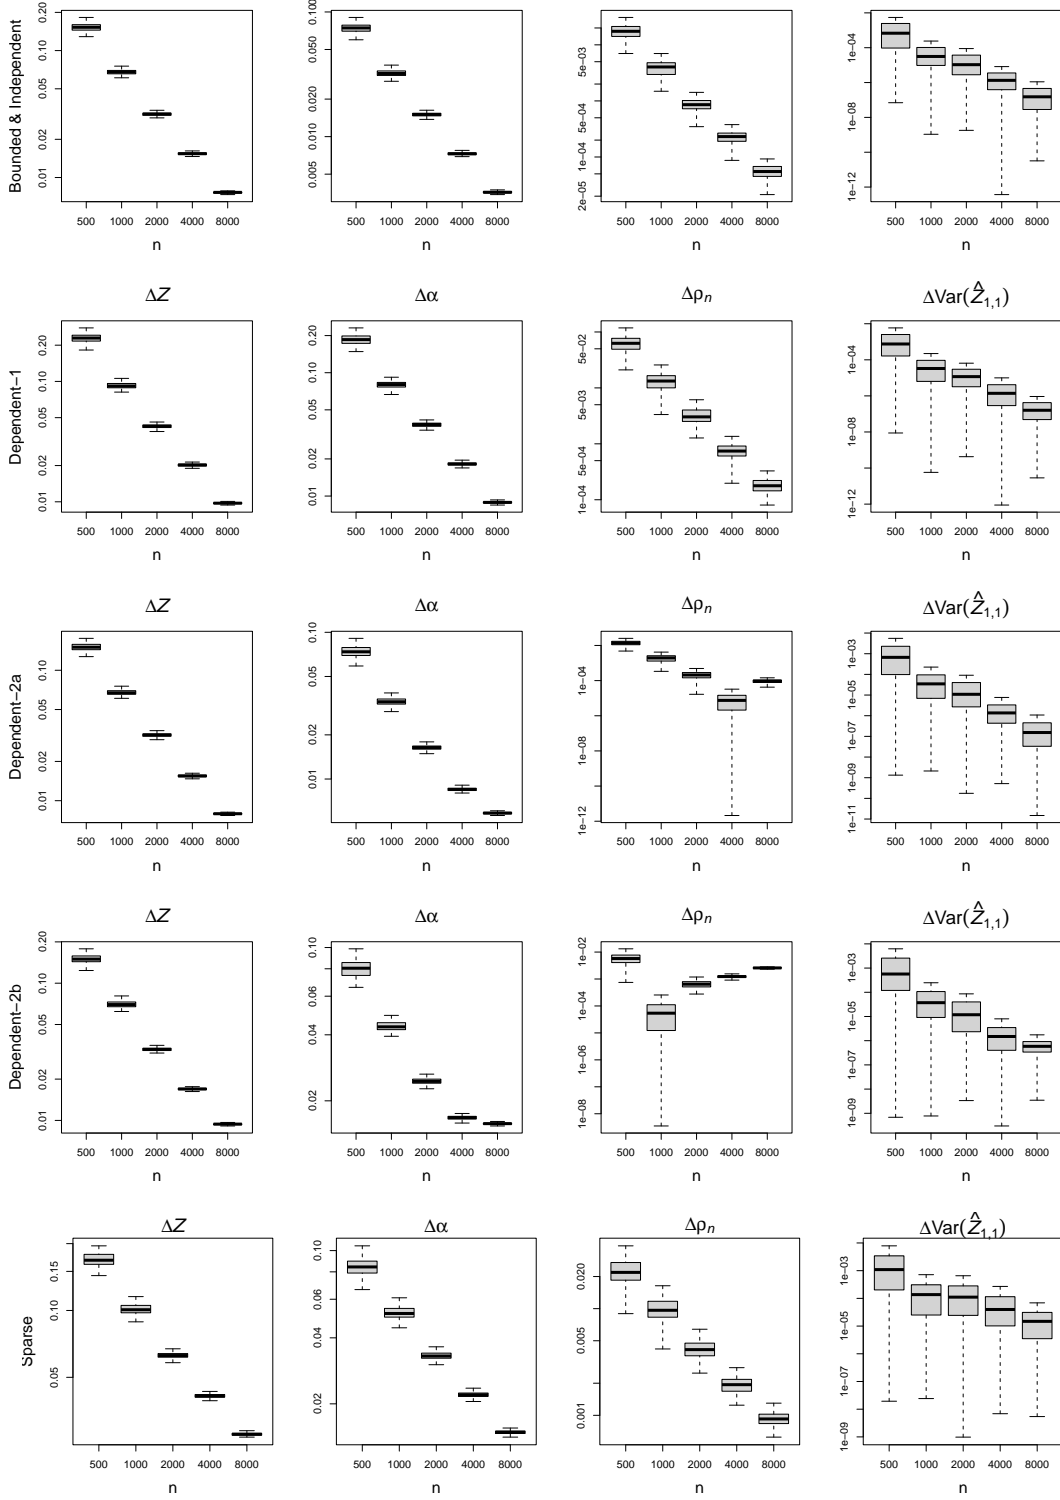 Bounded & Independent
0.01 0.02 0.05 0.10 0.20
500 1000 2000 4000 8000
n
0.005 0.010 0.020 0.050 0.100
500 1000 2000 4000 8000
n
2e−05 1e−04 5e−04 5e−03
500 1000 2000 4000 8000
n
1e−12 1e−08 1e−04
500 1000 2000 4000 8000
n
ΔZ
Δα
Δρn
ΔVar(Ẑ1,1)
Dependent−1
0.01 0.02 0.05 0.10 0.20
500 1000 2000 4000 8000
n
0.01 0.02 0.05 0.10 0.20
500 1000 2000 4000 8000
n
1e−04 5e−04 5e−03 5e−02
500 1000 2000 4000 8000
n
1e−12 1e−08 1e−04
500 1000 2000 4000 8000
n
ΔZ
Δα
Δρn
ΔVar(Ẑ1,1)
Dependent−2a
0.01 0.02 0.05 0.10
500 1000 2000 4000 8000
n
0.01 0.02 0.05 0.10
500 1000 2000 4000 8000
n
1e−12 1e−08 1e−04
500 1000 2000 4000 8000
n
1e−11 1e−09 1e−07 1e−05 1e−03
500 1000 2000 4000 8000
n
ΔZ
Δα
Δρn
ΔVar(Ẑ1,1)
Dependent−2b
0.01 0.02 0.05 0.10 0.20
500 1000 2000 4000 8000
n
0.02 0.04 0.06 0.10
500 1000 2000 4000 8000
n
1e−08 1e−06 1e−04 1e−02
500 1000 2000 4000 8000
n
1e−09 1e−07 1e−05 1e−03
500 1000 2000 4000 8000
n
ΔZ
Δα
Δρn
ΔVar(Ẑ1,1)
Sparse
0.05 0.10 0.15
500 1000 2000 4000 8000
n
0.02 0.04 0.06 0.10
500 1000 2000 4000 8000
n
0.001 0.005 0.020
500 1000 2000 4000 8000
n
1e−09 1e−07 1e−05 1e−03
500 1000 2000 4000 8000
n